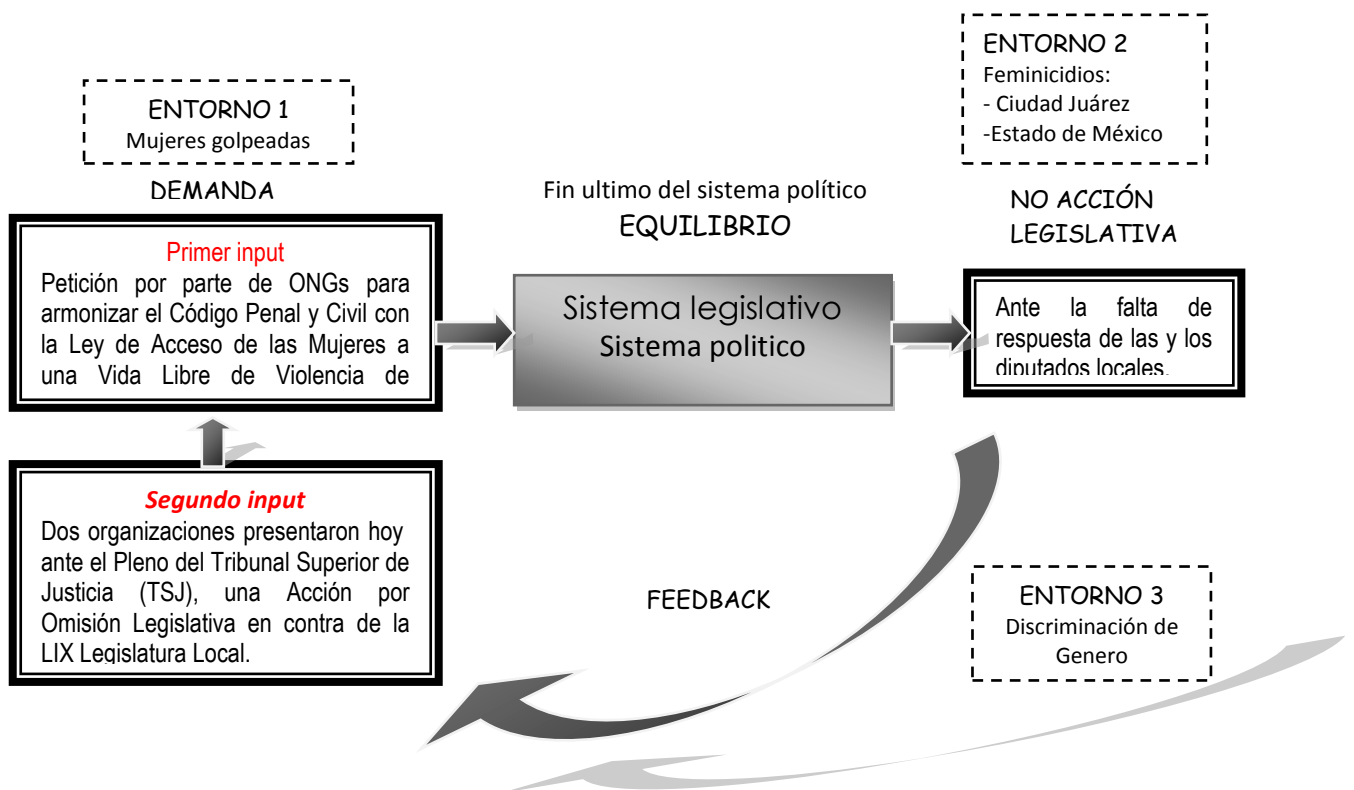 ENTORNO 1
Mujeres golpeadas
DEMANDA
Primer input
Petición por parte de ONGs para
armonizar el Código Penal y Civil con
la Ley de Acceso de las Mujeres a
una Vida Libre de Violencia de
Segundo input
Dos organizaciones presentaron hoy
ante el Pleno del Tribunal Superior de
Justicia (TSJ), una Acción por
Omisión Legislativa en contra de la
LIX Legislatura Local.
Fin ultimo del sistema político
EQUILIBRIO
Sistema legislativo
Sistema politico
ENTORNO 2
Feminicidios:
- Ciudad Juárez
-Estado de México
NO ACCIÓN
LEGISLATIVA
Ante la falta de
respuesta de las y los
diputados locales.
FEEDBACK
ENTORNO 3
Discriminación de
Genero